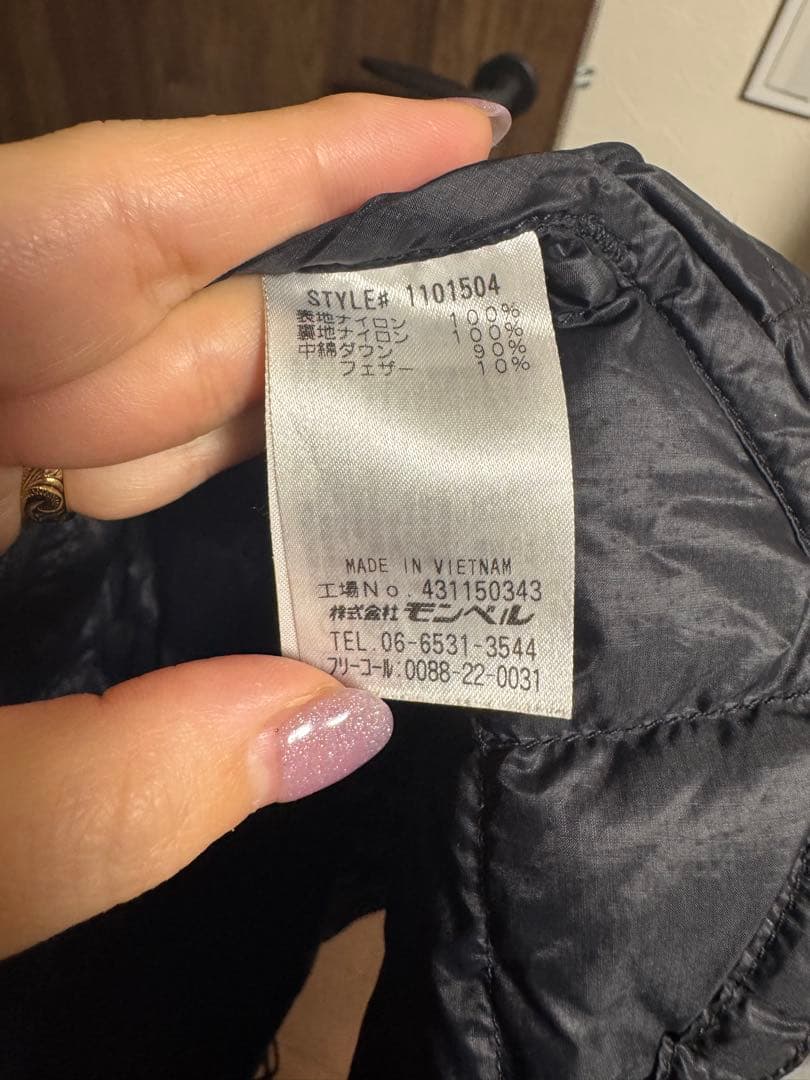 STYLE# 1101504
表地ナイロン 100%
裏地ナイロン 100%
中綿ダウン 90%
フェザー 10%
MADE IN VIETNAM
工場No.431150343
株式会社モンベル
TEL.06-6531-3544
フリーコール:0088-22-0031